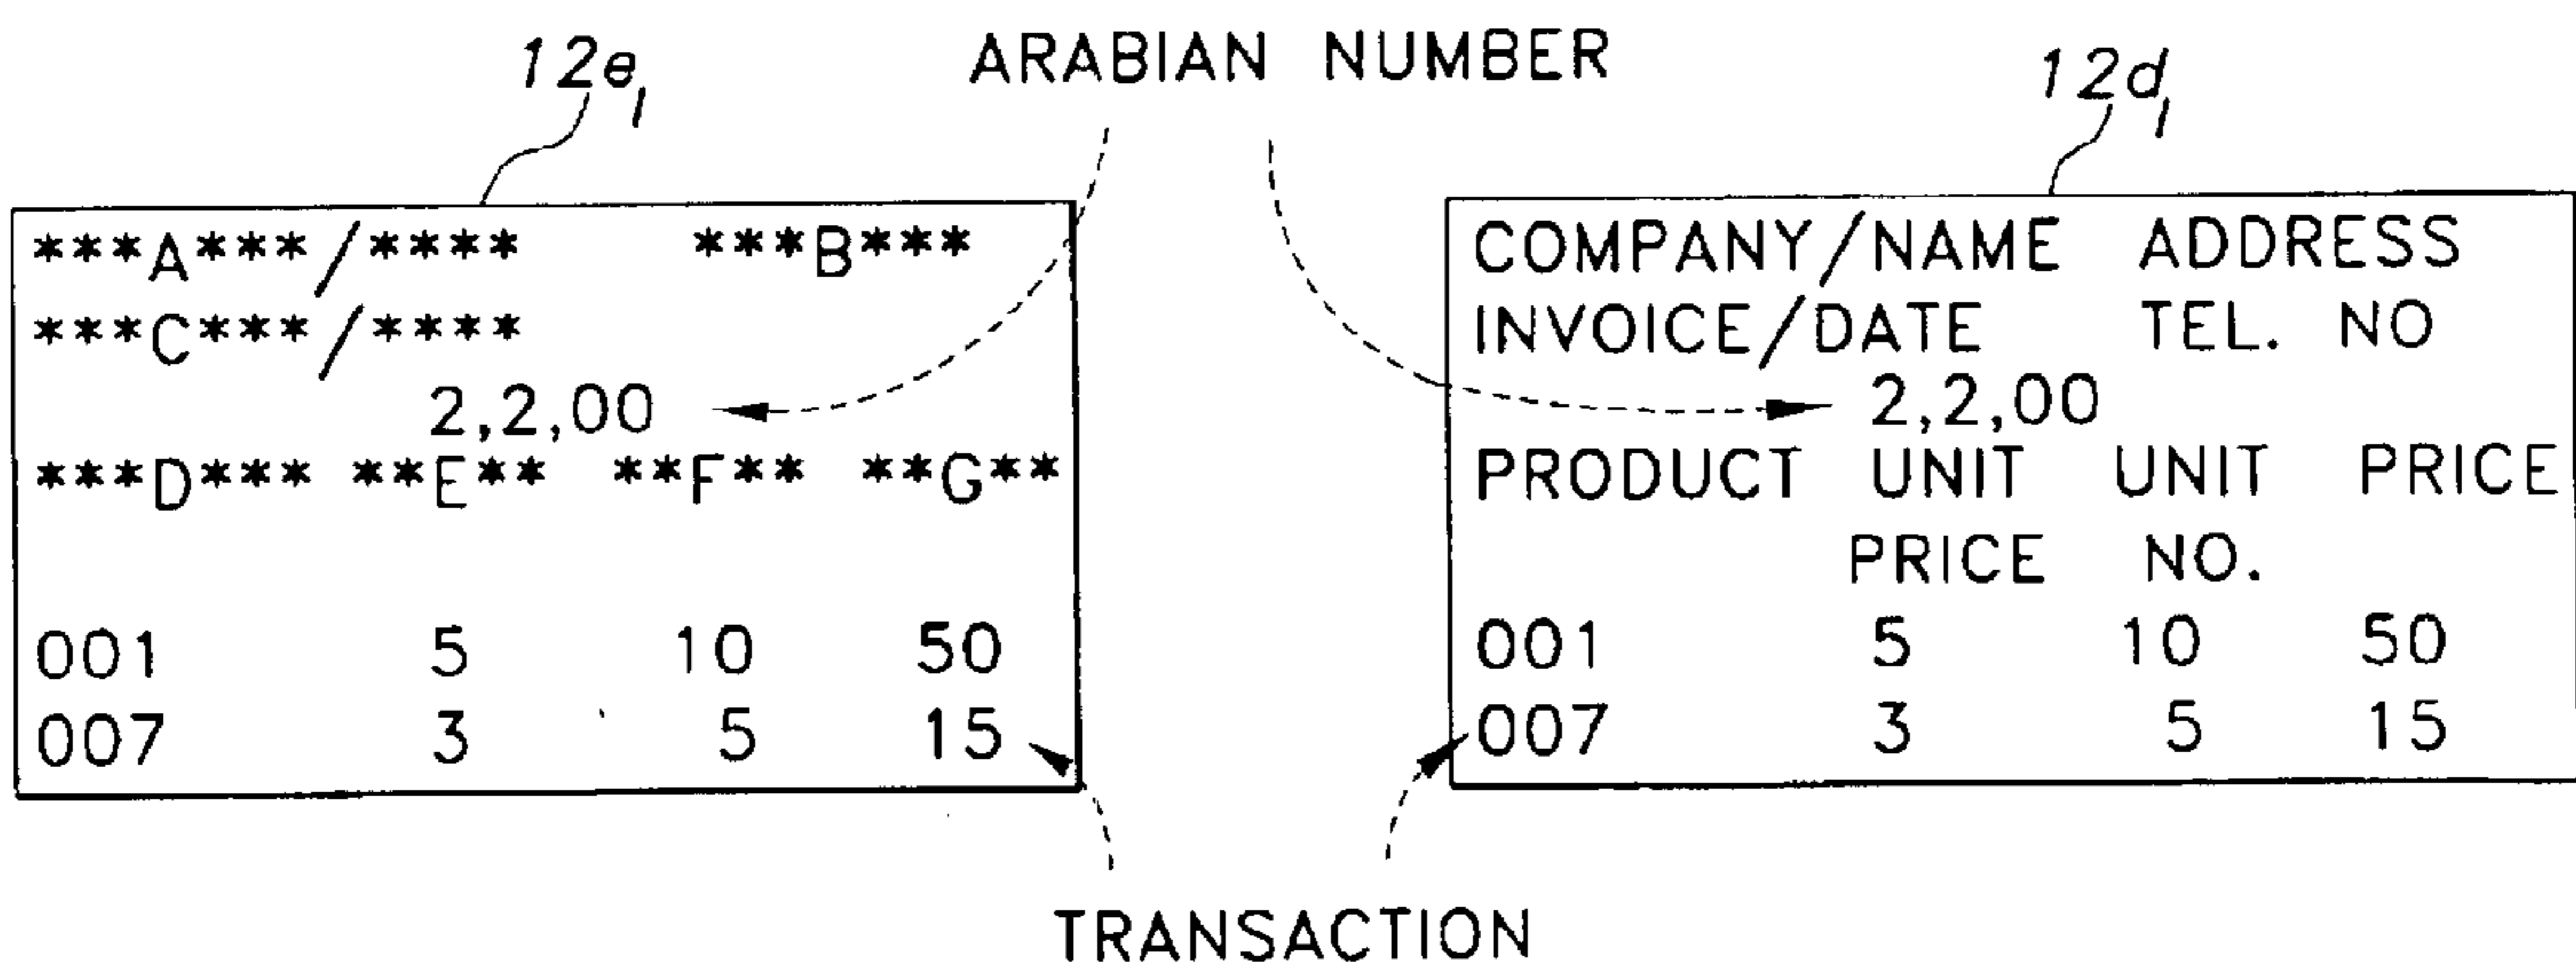 12e1 ARABIAN NUMBER 12d1
***A***/**** ***B***
***C***/****
2,2,00
***D*** **E** **F** **G**
001 5 10 50
007 3 5 15
COMPANY/NAME ADDRESS
INVOICE/DATE TEL. NO
2,2,00
PRODUCT UNIT UNIT PRICE
PRICE NO.
001 5 10 50
007 3 5 15
TRANSACTION